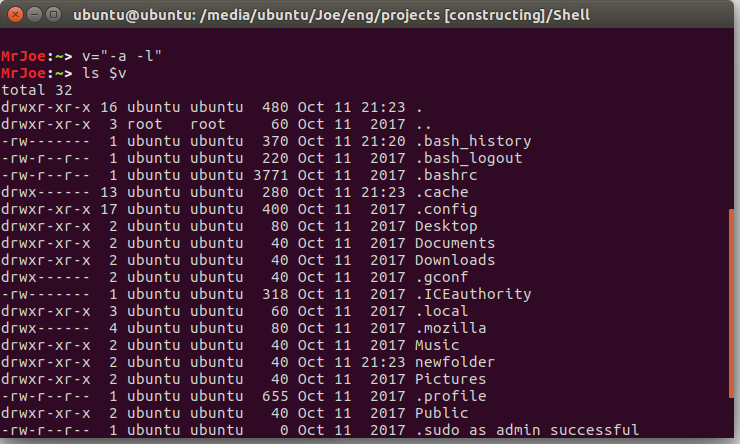 ubuntu@ubuntu: /media/ubuntu/Joe/eng/projects [constructing]/Shell
MrJoe:~> v="-a -l"
MrJoe:~> ls $v
total 32
drwxr-xr-x 16 ubuntu ubuntu  480 Oct 11 21:23 .
drwxr-xr-x  3 root   root     60 Oct 11  2017 ..
-rw-------  1 ubuntu ubuntu  370 Oct 11 21:20 .bash_history
-rw-r--r--  1 ubuntu ubuntu  220 Oct 11  2017 .bash_logout
-rw-r--r--  1 ubuntu ubuntu 3771 Oct 11  2017 .bashrc
drwx------ 13 ubuntu ubuntu  280 Oct 11 21:23 .cache
drwxr-xr-x 17 ubuntu ubuntu  400 Oct 11  2017 .config
drwxr-xr-x  2 ubuntu ubuntu   80 Oct 11  2017 Desktop
drwxr-xr-x  2 ubuntu ubuntu   40 Oct 11  2017 Documents
drwxr-xr-x  2 ubuntu ubuntu   40 Oct 11  2017 Downloads
drwx------  2 ubuntu ubuntu   40 Oct 11  2017 .gconf
-rw-------  1 ubuntu ubuntu  318 Oct 11  2017 .ICEauthority
drwxr-xr-x  3 ubuntu ubuntu   60 Oct 11  2017 .local
drwx------  4 ubuntu ubuntu   80 Oct 11  2017 .mozilla
drwxr-xr-x  2 ubuntu ubuntu   40 Oct 11  2017 Music
drwxr-xr-x  2 ubuntu ubuntu   40 Oct 11 21:23 newfolder
drwxr-xr-x  2 ubuntu ubuntu   40 Oct 11  2017 Pictures
-rw-r--r--  1 ubuntu ubuntu  655 Oct 11  2017 .profile
drwxr-xr-x  2 ubuntu ubuntu   40 Oct 11  2017 Public
-rw-r--r--  1 ubuntu ubuntu    0 Oct 11  2017 .sudo_as_admin_successful